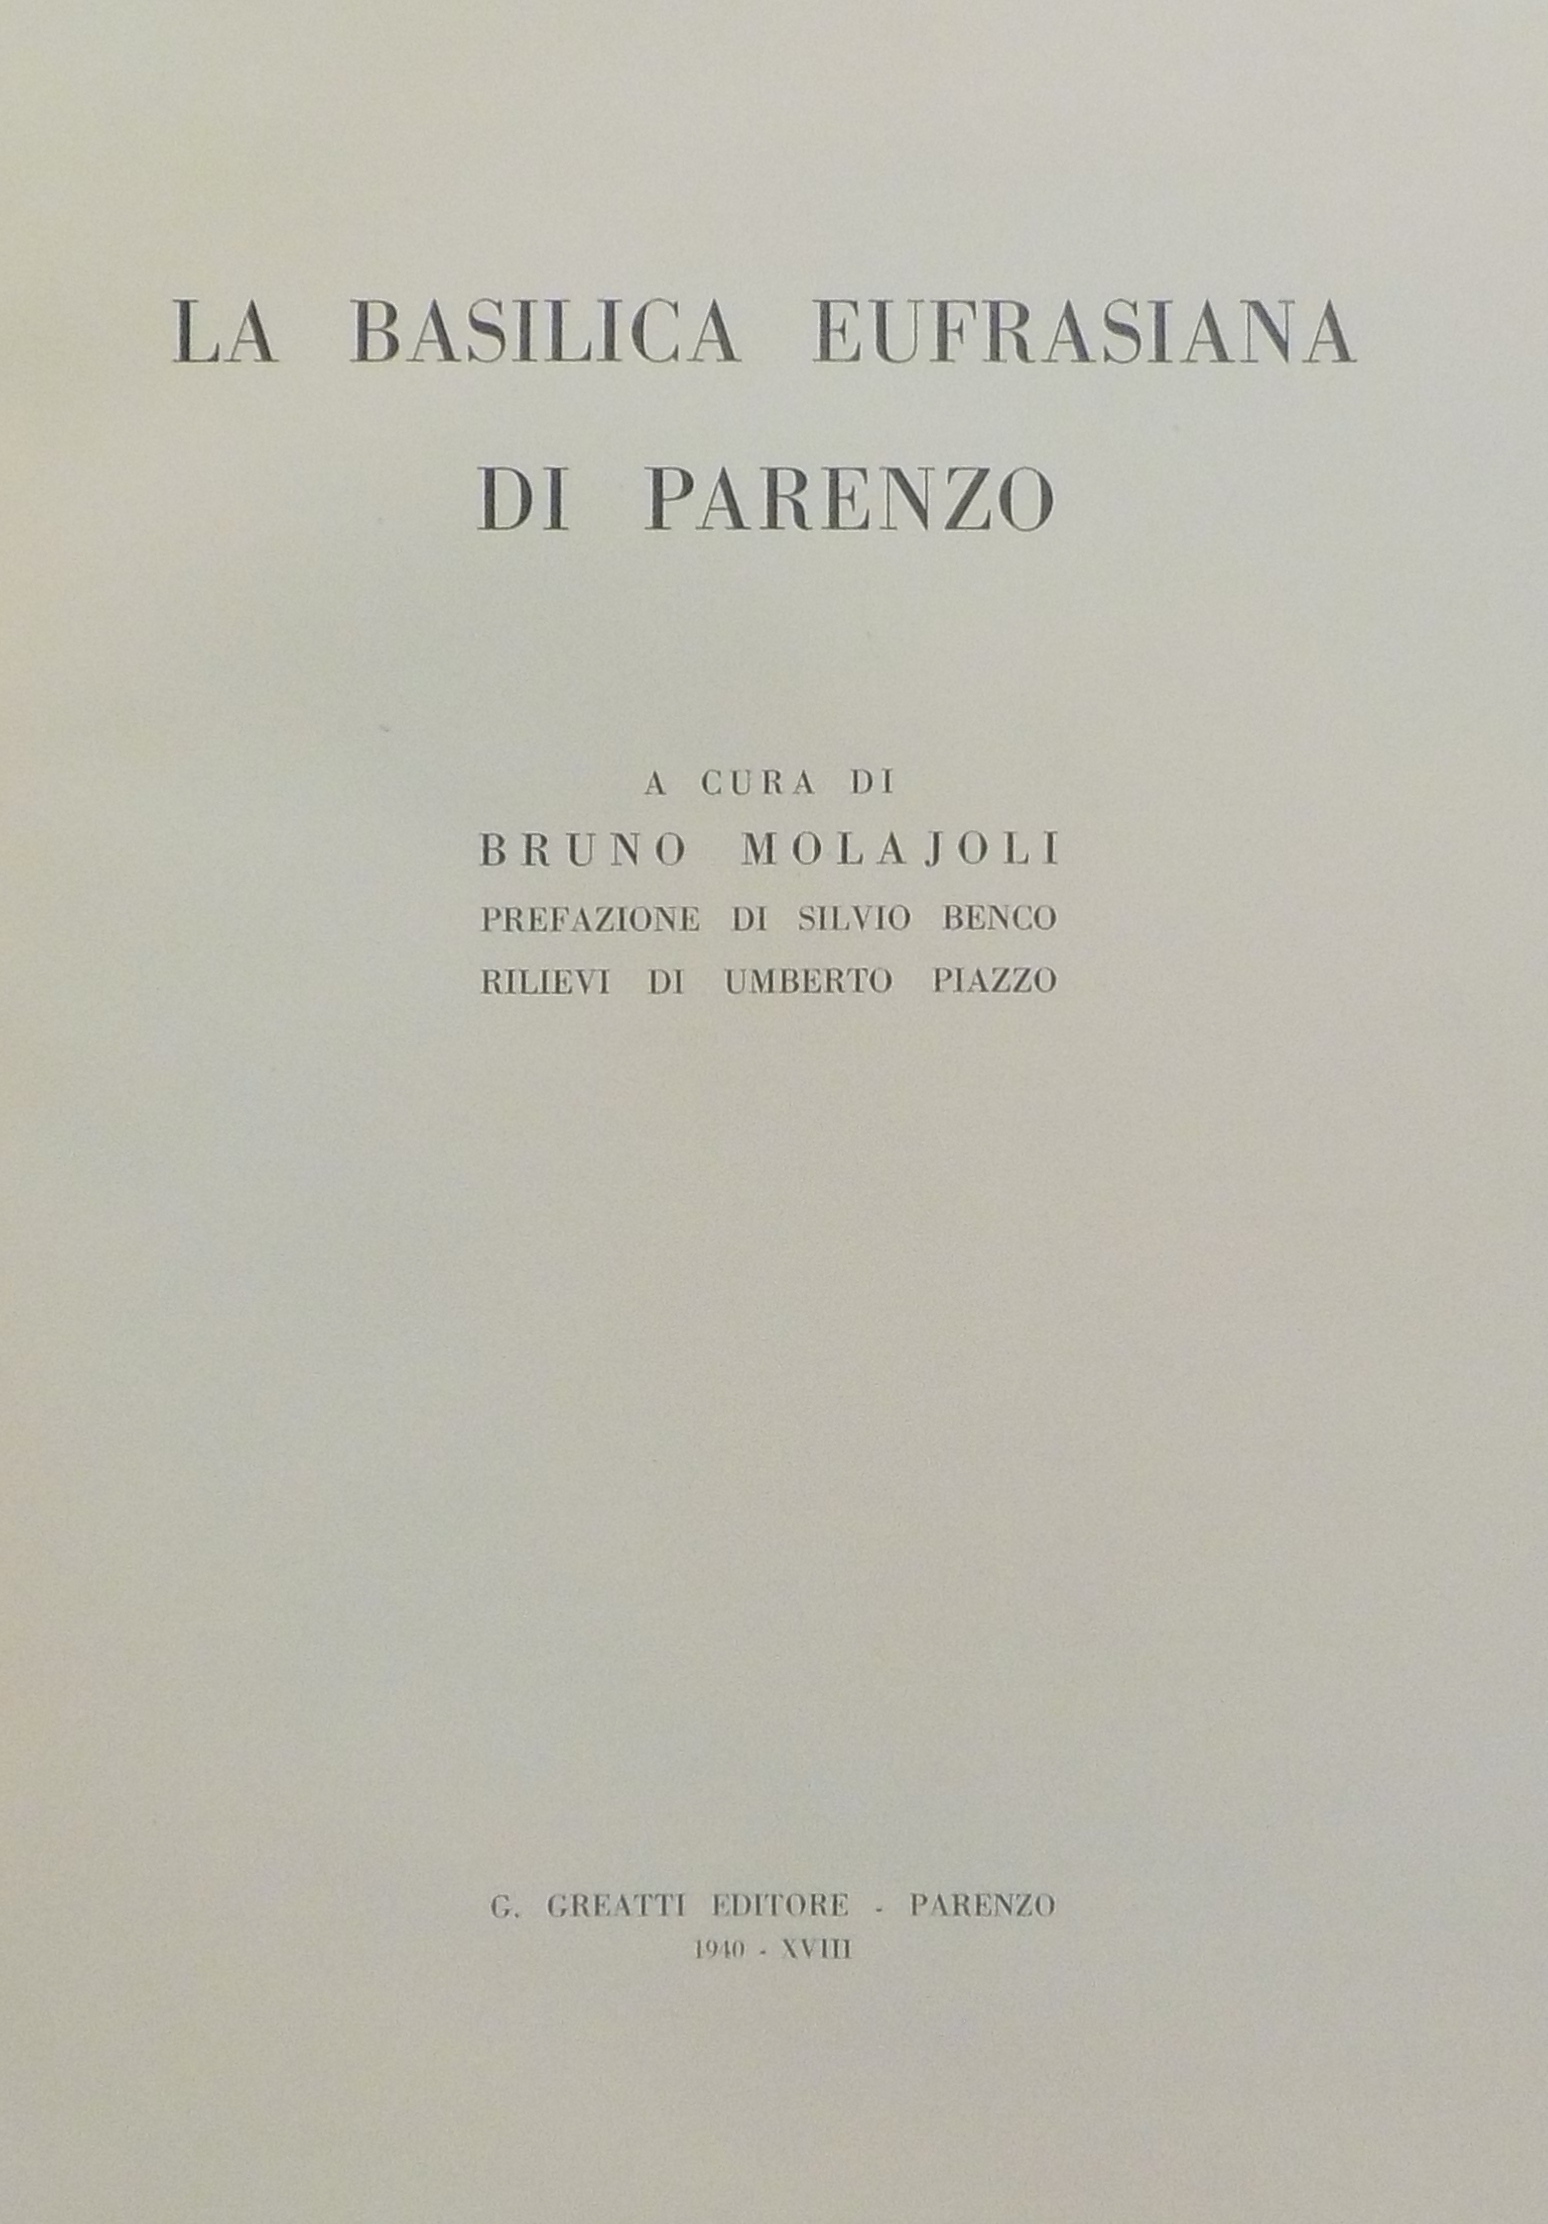 LA BASILICA EUFRASIANA
DI PARENZO
A CURA DI
BRUNO MOLAJOLI
PREFAZIONE DI SILVIO BENCO
RILIEVI DI UMBERTO PIAZZO
G. GREATTI EDITORE - PARENZO
1940 - XVIII